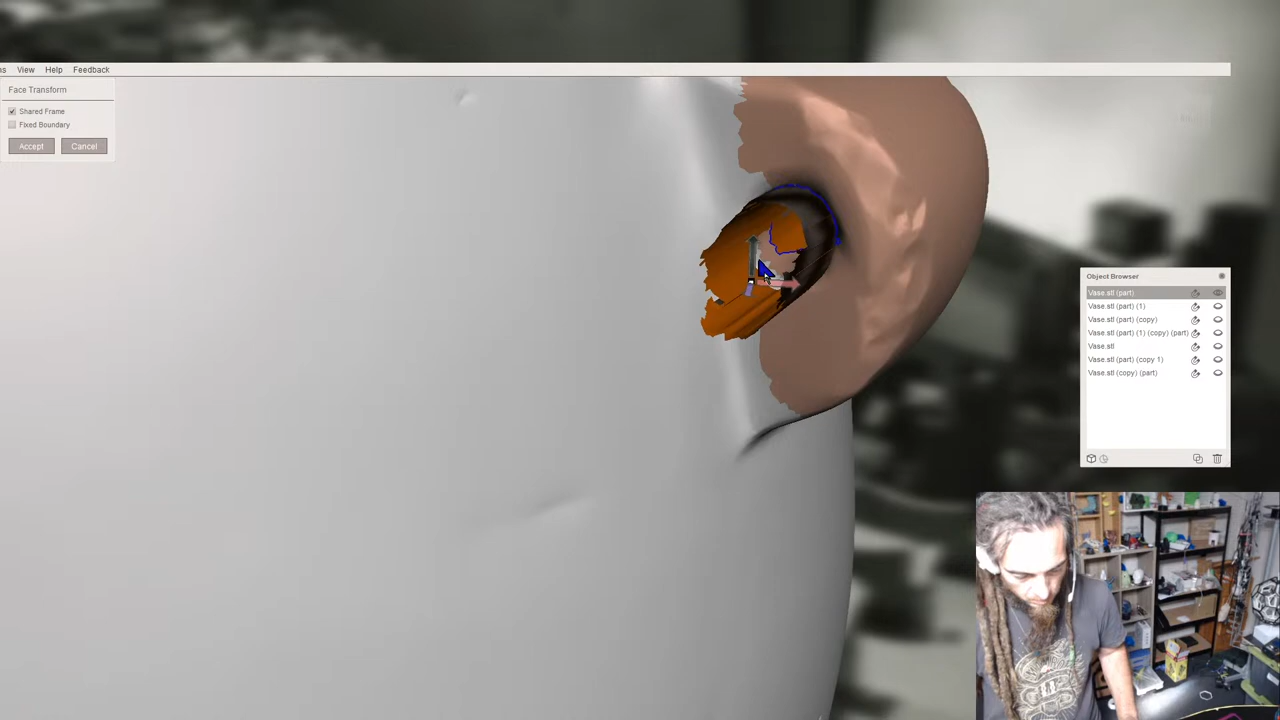 View Help Feedback
Face Transform
Shared Frame
Fixed Boundary
Accept Cancel
Object Browser
Vase.stl (part)
Vase.stl (part) (1)
Vase.stl (part) (copy)
Vase.stl (part) (1) (copy) (part)
Vase.stl
Vase.stl (part) (copy 1)
Vase.stl (copy) (part)